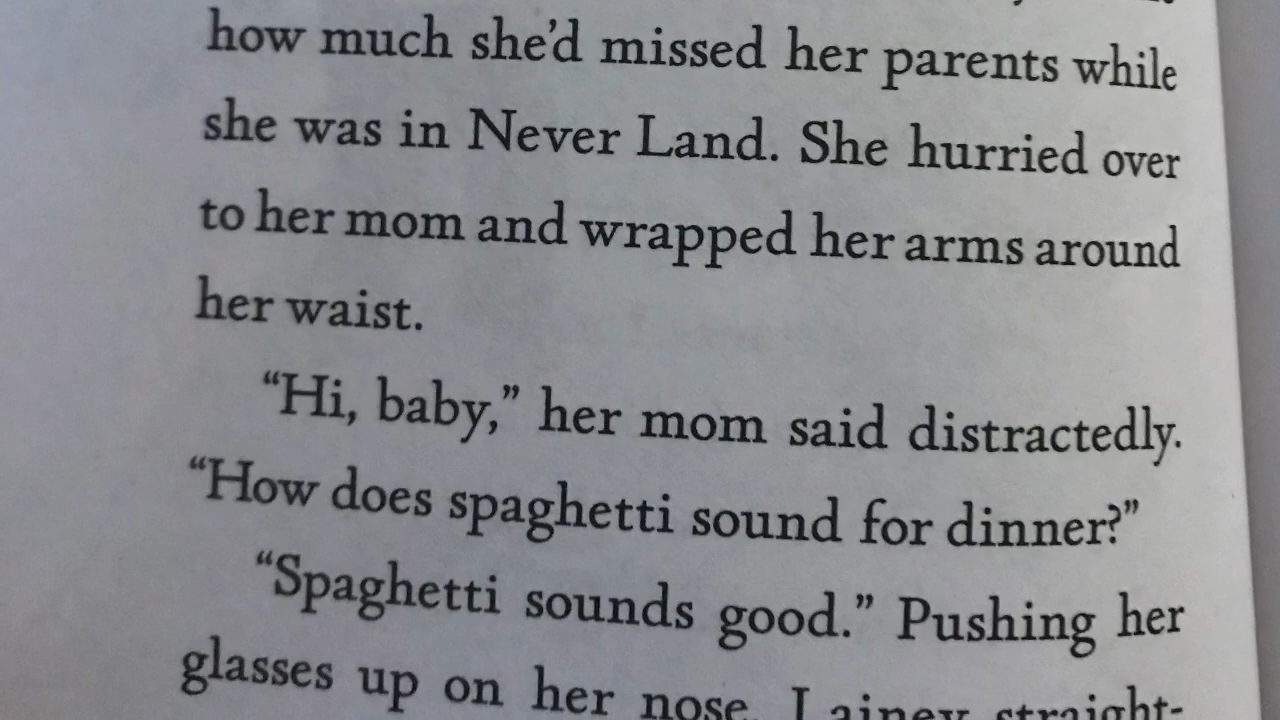 how much she’d missed her parents while
she was in Never Land. She hurried over
to her mom and wrapped her arms around
her waist.
“Hi, baby,” her mom said distractedly.
“How does spaghetti sound for dinner?”
“Spaghetti sounds good.” Pushing her
glasses up on her nose, Lainey straight-